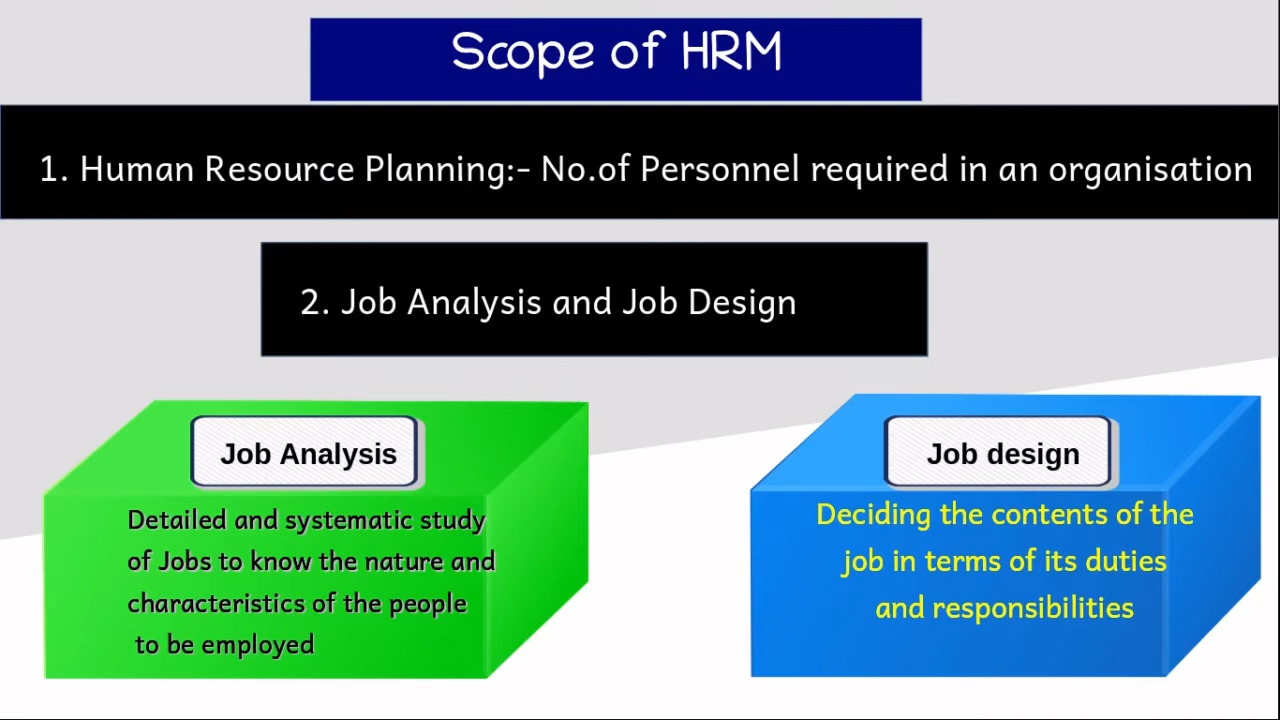 Scope of HRM
1. Human Resource Planning:- No.of Personnel required in an organisation
2. Job Analysis and Job Design
Job Analysis
Detailed and systematic study
of Jobs to know the nature and
characteristics of the people
to be employed
Job design
Deciding the contents of the
job in terms of its duties
and responsibilities